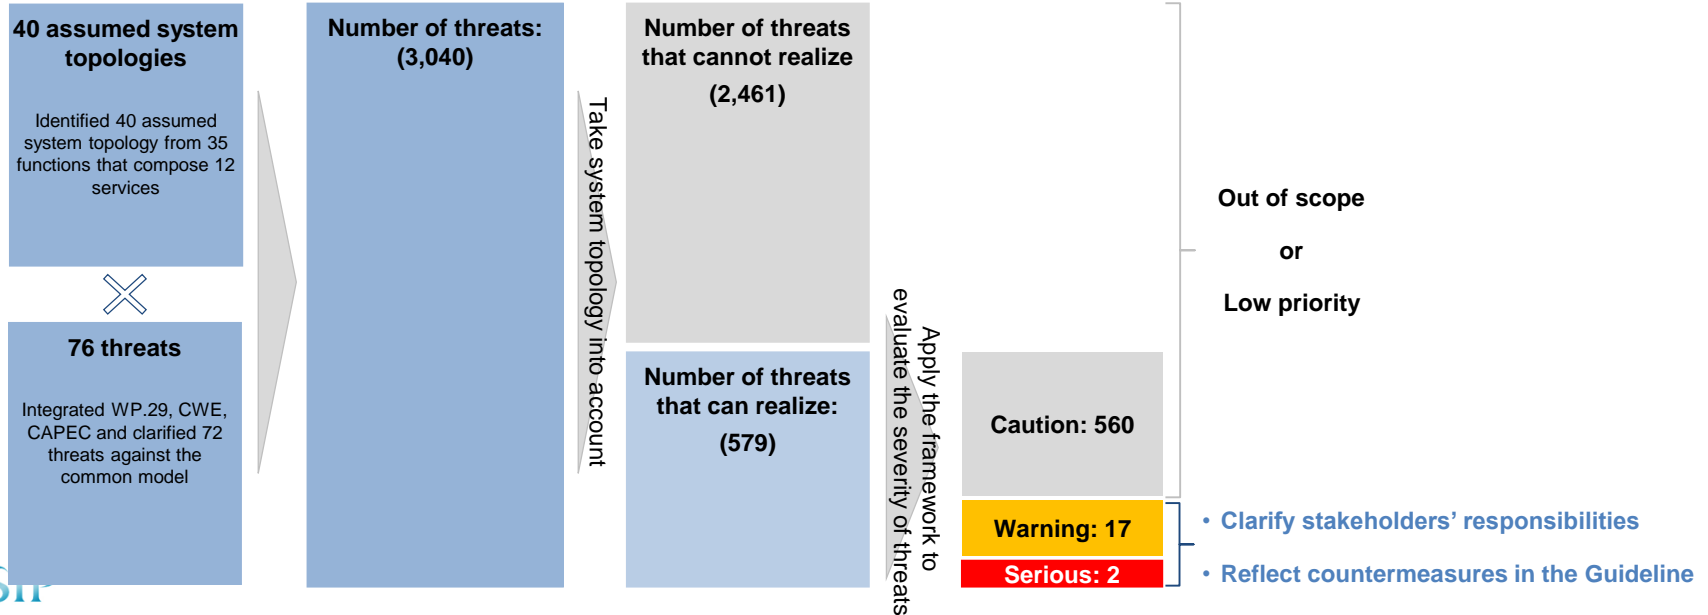 40 assumed system
topologies
Identified 40 assumed
system topology from 35
functions that compose 12
services
76 threats
Integrated WP.29, CWE,
CAPEC and clarified 72
threats against the
common model
Number of threats:
(3,040)
Take system topology into account
Number of threats
that cannot realize
(2,461)
Number of threats
that can realize:
(579)
Apply the framework to
evaluate the severity of threats
Caution: 560
Warning: 17
Serious: 2
Out of scope
or
Low priority
• Clarify stakeholders’ responsibilities
• Reflect countermeasures in the Guideline